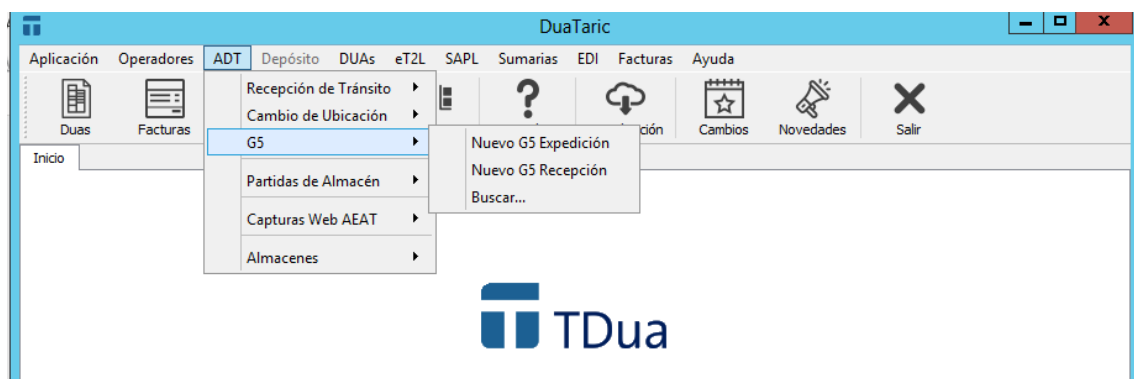 DuaTaric
Aplicación Operadores ADT Depósito DUAs eT2L SAPL Sumarias EDI Facturas Ayuda
Duas Facturas Cambios Novedades Salir
Inicio
Recepción de Tránsito
Cambio de Ubicación
G5
Partidas de Almacén
Capturas Web AEAT
Almacenes
Nuevo G5 Expedición
Nuevo G5 Recepción
Buscar...
TDua